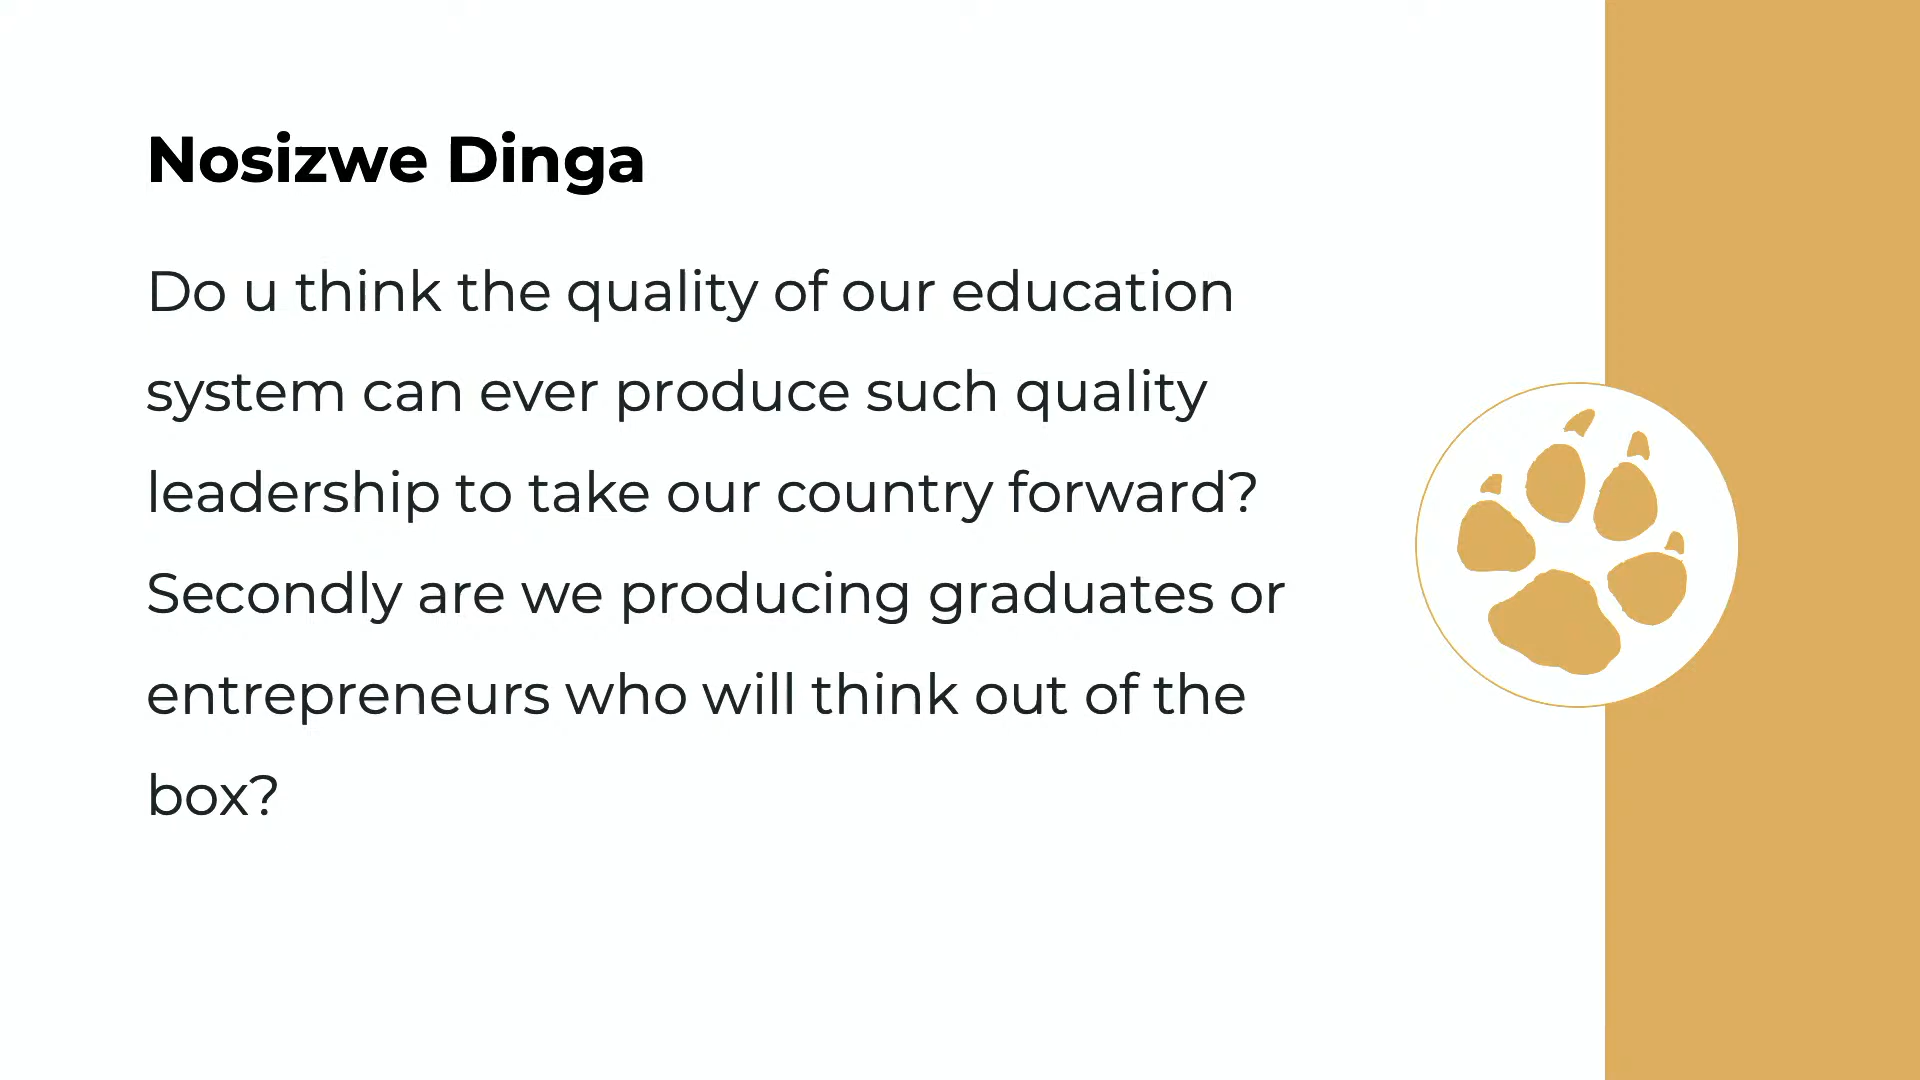 Nosizwe Dinga
Do u think the quality of our education
system can ever produce such quality
leadership to take our country forward?
Secondly are we producing graduates or
entrepreneurs who will think out of the
box?